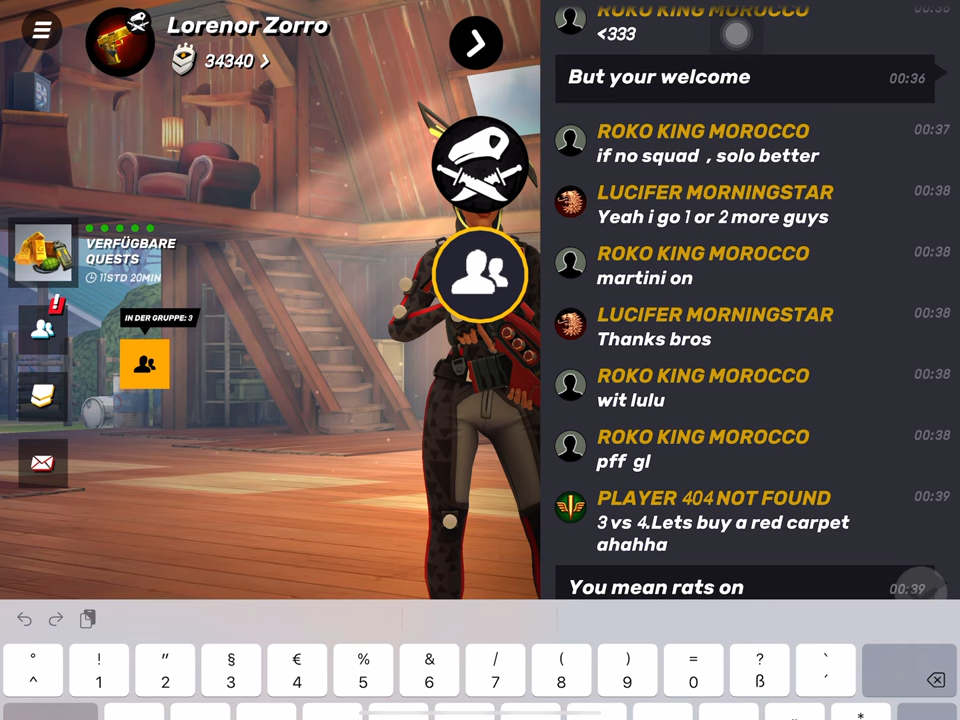 Lorenor Zorro
34340
VERFÜGBARE
QUESTS
11STD 20MIN
!
IN DER GRUPPE: 3
ROKO KING MOROCCO 00:36
<333
But your welcome 00:36
ROKO KING MOROCCO 00:37
if no squad , solo better
LUCIFER MORNINGSTAR 00:38
Yeah i go 1 or 2 more guys
ROKO KING MOROCCO 00:38
martini on
LUCIFER MORNINGSTAR 00:38
Thanks bros
ROKO KING MOROCCO 00:38
wit lulu
ROKO KING MOROCCO 00:38
pff gl
PLAYER 404 NOT FOUND 00:39
3 vs 4.Lets buy a red carpet
ahahha
You mean rats on 00:39
° ! " § € % & / ( ) = ? `
^ 1 2 3 4 5 6 7 8 9 0 ß ´
*